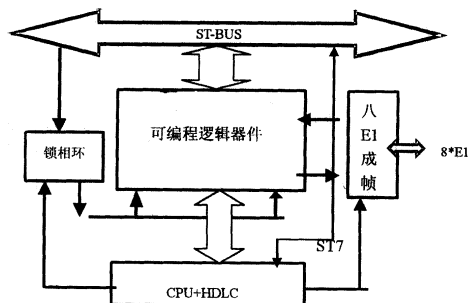 ST-BUS
可编程逻辑器件
锁相环
八
E1
成
帧
8*E1
ST7
CPU+HDLC